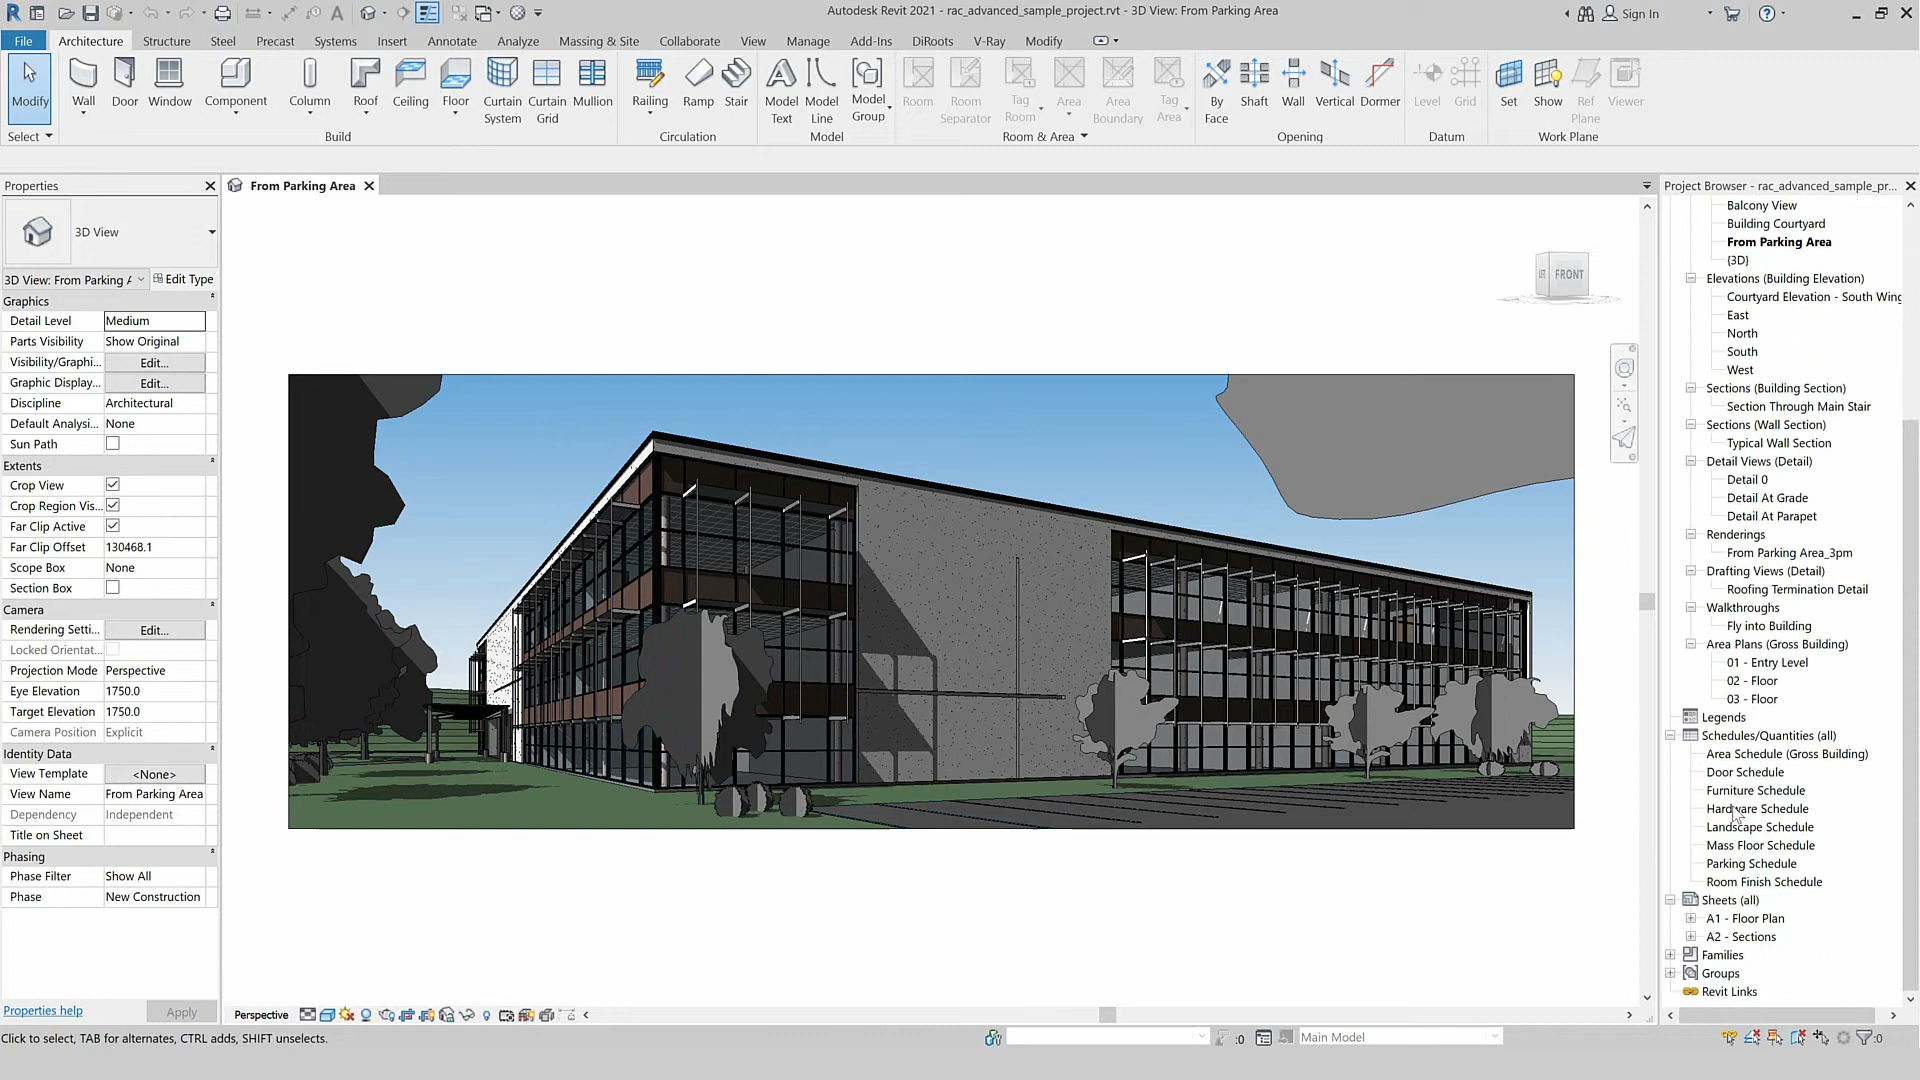 Autodesk Revit 2021 - rac_advanced_sample_project.rvt - 3D View: From Parking Area
Sign In
File Architecture Structure Steel Precast Systems Insert Annotate Analyze Massing & Site Collaborate View Manage Add-Ins DiRoots V-Ray Modify
Modify Wall Door Window Component Column Roof Ceiling Floor Curtain System Curtain Grid Mullion Railing Ramp Stair Model Text Model Line Model Group Room Room Separator Tag Room Area Area Boundary Tag Area By Face Shaft Wall Vertical Dormer Level Grid Set Show Ref Plane Viewer
Select Build Circulation Model Room & Area Opening Datum Work Plane
Properties
3D View
3D View: From Parking A Edit Type
Graphics
Detail Level Medium
Parts Visibility Show Original
Visibility/Graphi... Edit...
Graphic Display... Edit...
Discipline Architectural
Default Analysi... None
Sun Path
Extents
Crop View
Crop Region Vis...
Far Clip Active
Far Clip Offset 130468.1
Scope Box None
Section Box
Camera
Rendering Setti... Edit...
Locked Orientat...
Projection Mode Perspective
Eye Elevation 1750.0
Target Elevation 1750.0
Camera Position Explicit
Identity Data
View Template <None>
View Name From Parking Area
Dependency Independent
Title on Sheet
Phasing
Phase Filter Show All
Phase New Construction
Properties help Apply
From Parking Area
FRONT
Perspective
Project Browser - rac_advanced_sample_pr...
Balcony View
Building Courtyard
From Parking Area
{3D}
Elevations (Building Elevation)
Courtyard Elevation - South Wing
East
North
South
West
Sections (Building Section)
Section Through Main Stair
Sections (Wall Section)
Typical Wall Section
Detail Views (Detail)
Detail 0
Detail At Grade
Detail At Parapet
Renderings
From Parking Area_3pm
Drafting Views (Detail)
Roofing Termination Detail
Walkthroughs
Fly into Building
Area Plans (Gross Building)
01 - Entry Level
02 - Floor
03 - Floor
Legends
Schedules/Quantities (all)
Area Schedule (Gross Building)
Door Schedule
Furniture Schedule
Hardware Schedule
Landscape Schedule
Mass Floor Schedule
Parking Schedule
Room Finish Schedule
Sheets (all)
A1 - Floor Plan
A2 - Sections
Families
Groups
Revit Links
Click to select, TAB for alternates, CTRL adds, SHIFT unselects.
:0
Main Model
:0